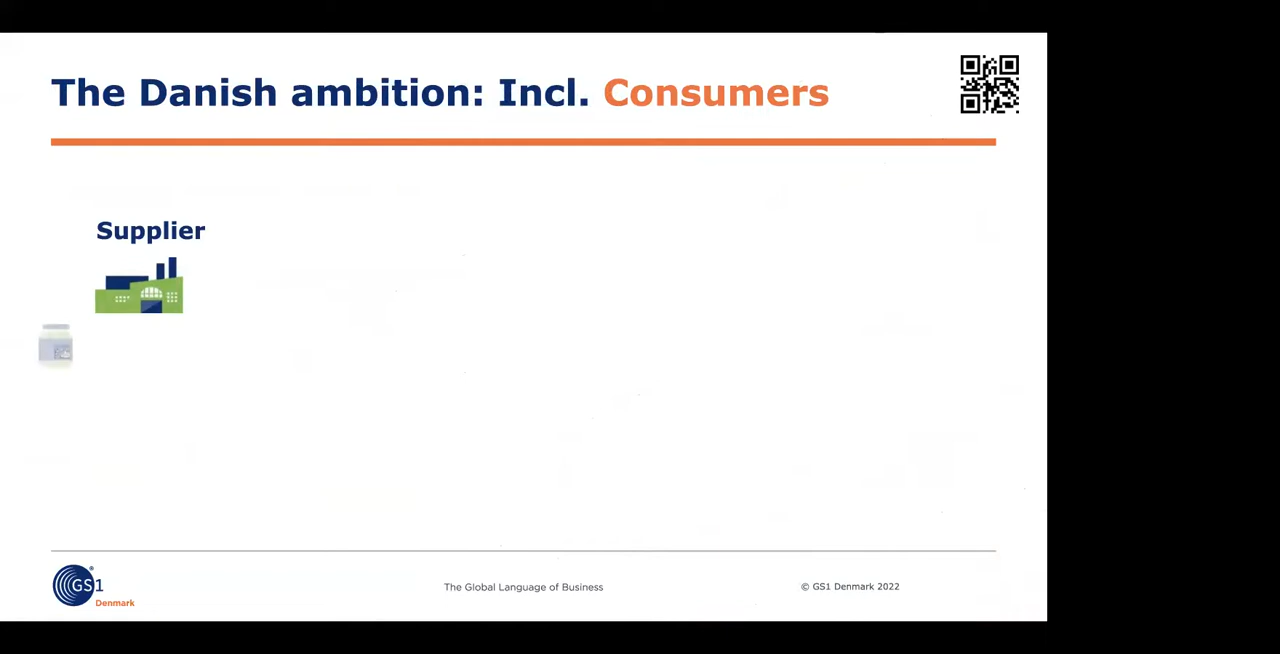 The Danish ambition: Incl. Consumers
Supplier
GS1
Denmark
The Global Language of Business
© GS1 Denmark 2022